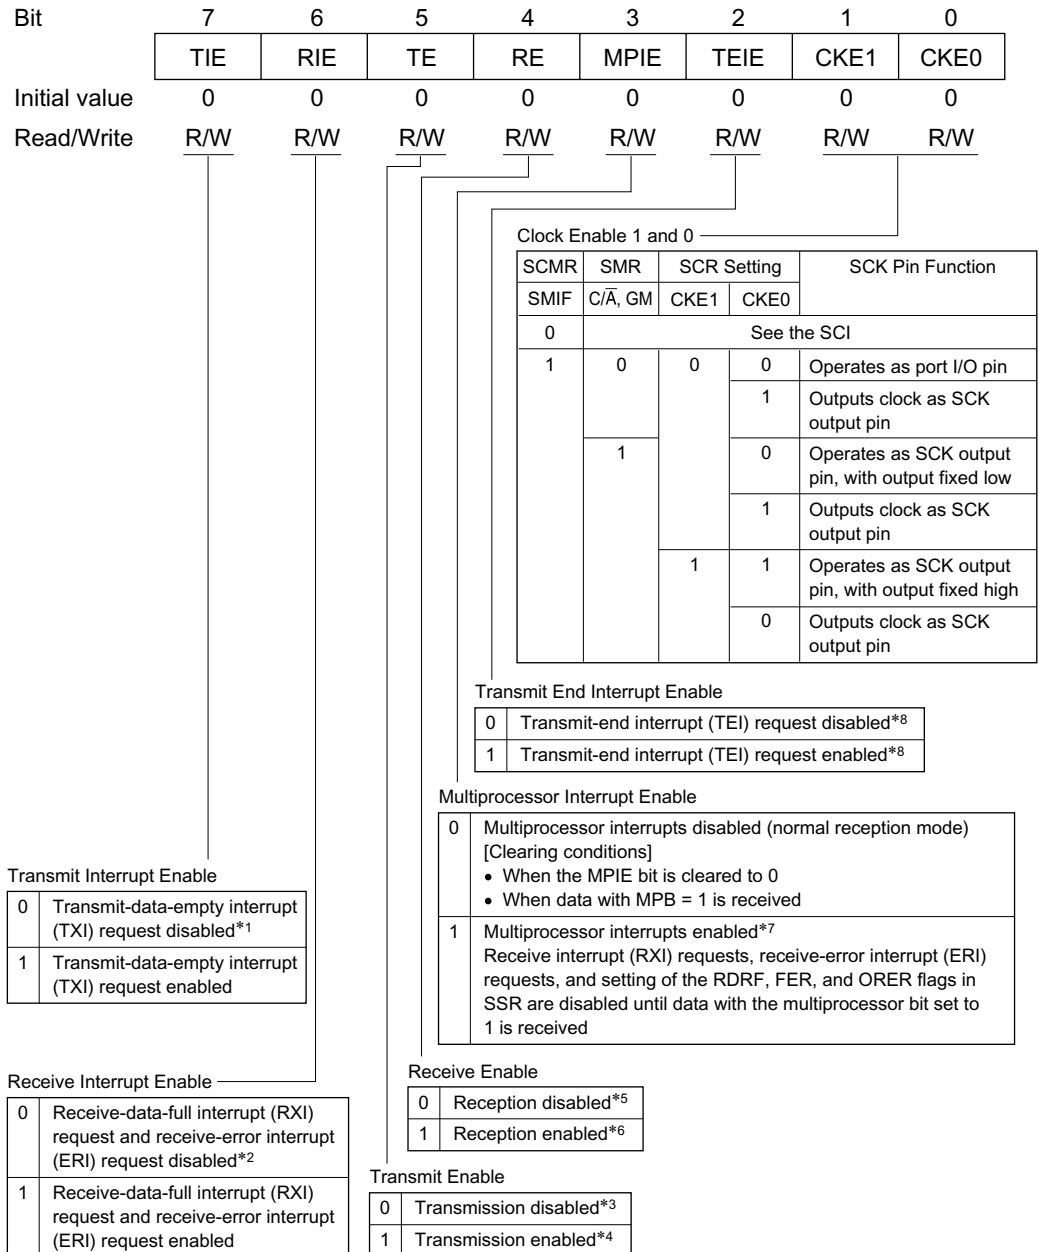 Bit 7 6 5 4 3 2 1 0
TIE RIE TE RE MPIE TEIE CKE1 CKE0
Initial value 0 0 0 0 0 0 0 0
Read/Write R/W R/W R/W R/W R/W R/W R/W R/W
Clock Enable 1 and 0
SCMR SMR SCR Setting SCK Pin Function
SMIF C/A̅, GM CKE1 CKE0
0 See the SCI
1 0 0 0 Operates as port I/O pin
1 Outputs clock as SCK
output pin
1 0 Operates as SCK output
pin, with output fixed low
1 Outputs clock as SCK
output pin
1 1 Operates as SCK output
pin, with output fixed high
0 Outputs clock as SCK
output pin
Transmit End Interrupt Enable
0 Transmit-end interrupt (TEI) request disabled*8
1 Transmit-end interrupt (TEI) request enabled*8
Multiprocessor Interrupt Enable
0 Multiprocessor interrupts disabled (normal reception mode)
[Clearing conditions]
• When the MPIE bit is cleared to 0
• When data with MPB = 1 is received
1 Multiprocessor interrupts enabled*7
Receive interrupt (RXI) requests, receive-error interrupt (ERI)
requests, and setting of the RDRF, FER, and ORER flags in
SSR are disabled until data with the multiprocessor bit set to
1 is received
Transmit Interrupt Enable
0 Transmit-data-empty interrupt
(TXI) request disabled*1
1 Transmit-data-empty interrupt
(TXI) request enabled
Receive Enable
0 Reception disabled*5
1 Reception enabled*6
Receive Interrupt Enable
0 Receive-data-full interrupt (RXI)
request and receive-error interrupt
(ERI) request disabled*2
1 Receive-data-full interrupt (RXI)
request and receive-error interrupt
(ERI) request enabled
Transmit Enable
0 Transmission disabled*3
1 Transmission enabled*4